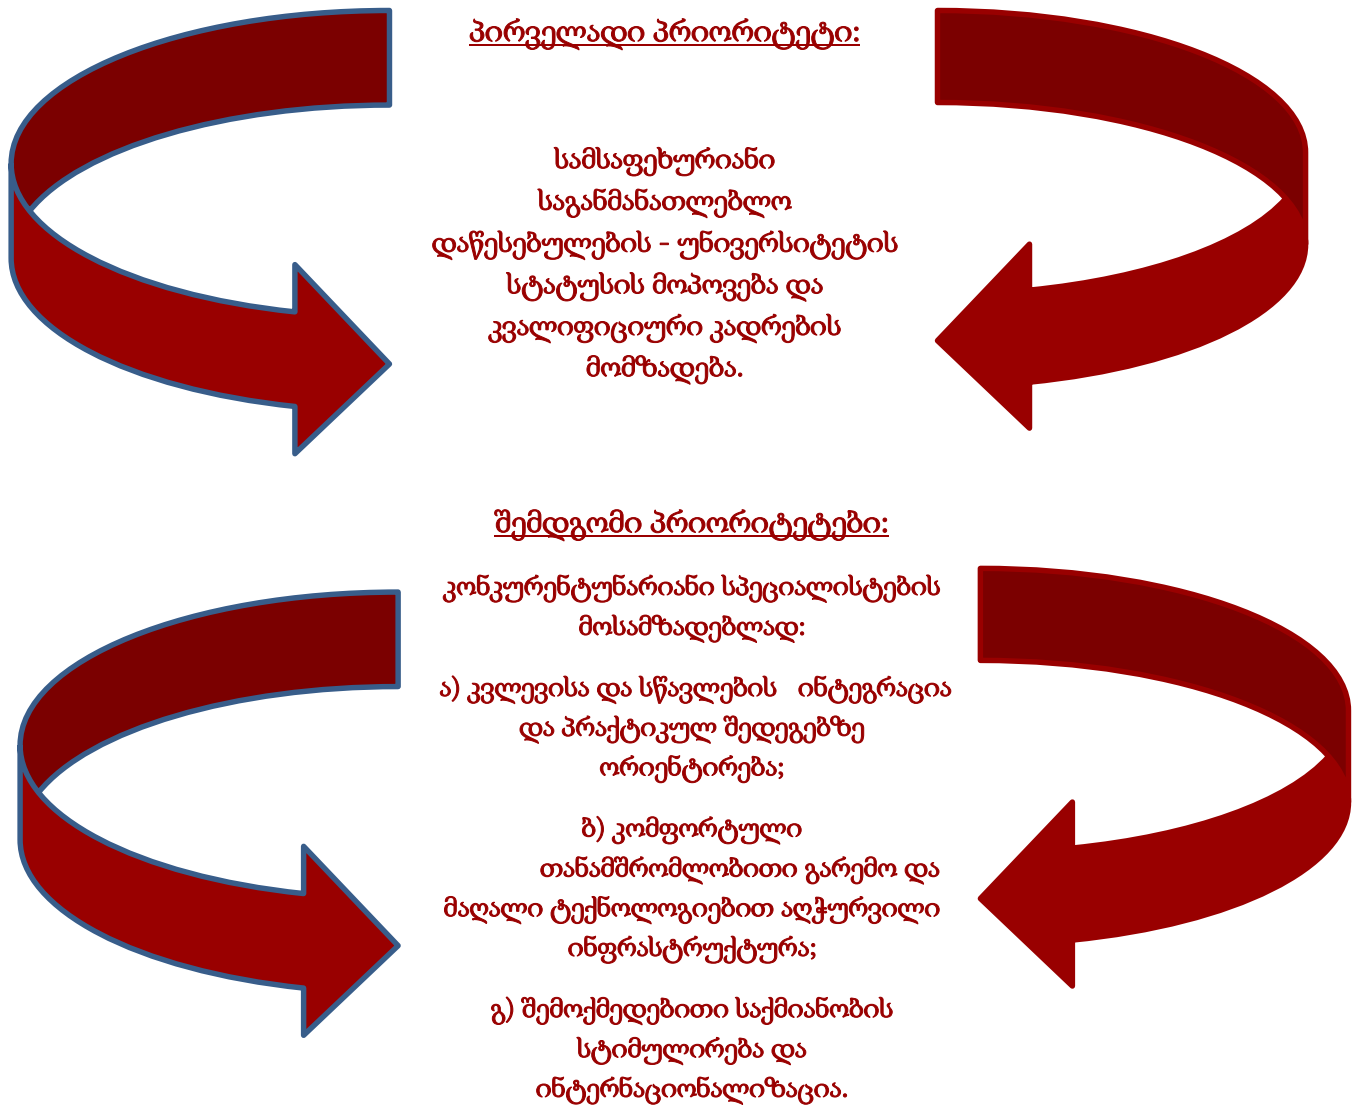 პირველადი პრიორიტეტი:
სამსაფეხურიანი
საგანმანათლებლო
დაწესებულების - უნივერსიტეტის
სტატუსის მოპოვება და
კვალიფიციური კადრების
მომზადება.
შემდგომი პრიორიტეტები:
კონკურენტუნარიანი სპეციალისტების
მოსამზადებლად:
ა) კვლევისა და სწავლების ინტეგრაცია
და პრაქტიკულ შედეგებზე
ორიენტირება;
ბ) კომფორტული
თანამშრომლობითი გარემო და
მაღალი ტექნოლოგიებით აღჭურვილი
ინფრასტრუქტურა;
გ) შემოქმედებითი საქმიანობის
სტიმულირება და
ინტერნაციონალიზაცია.